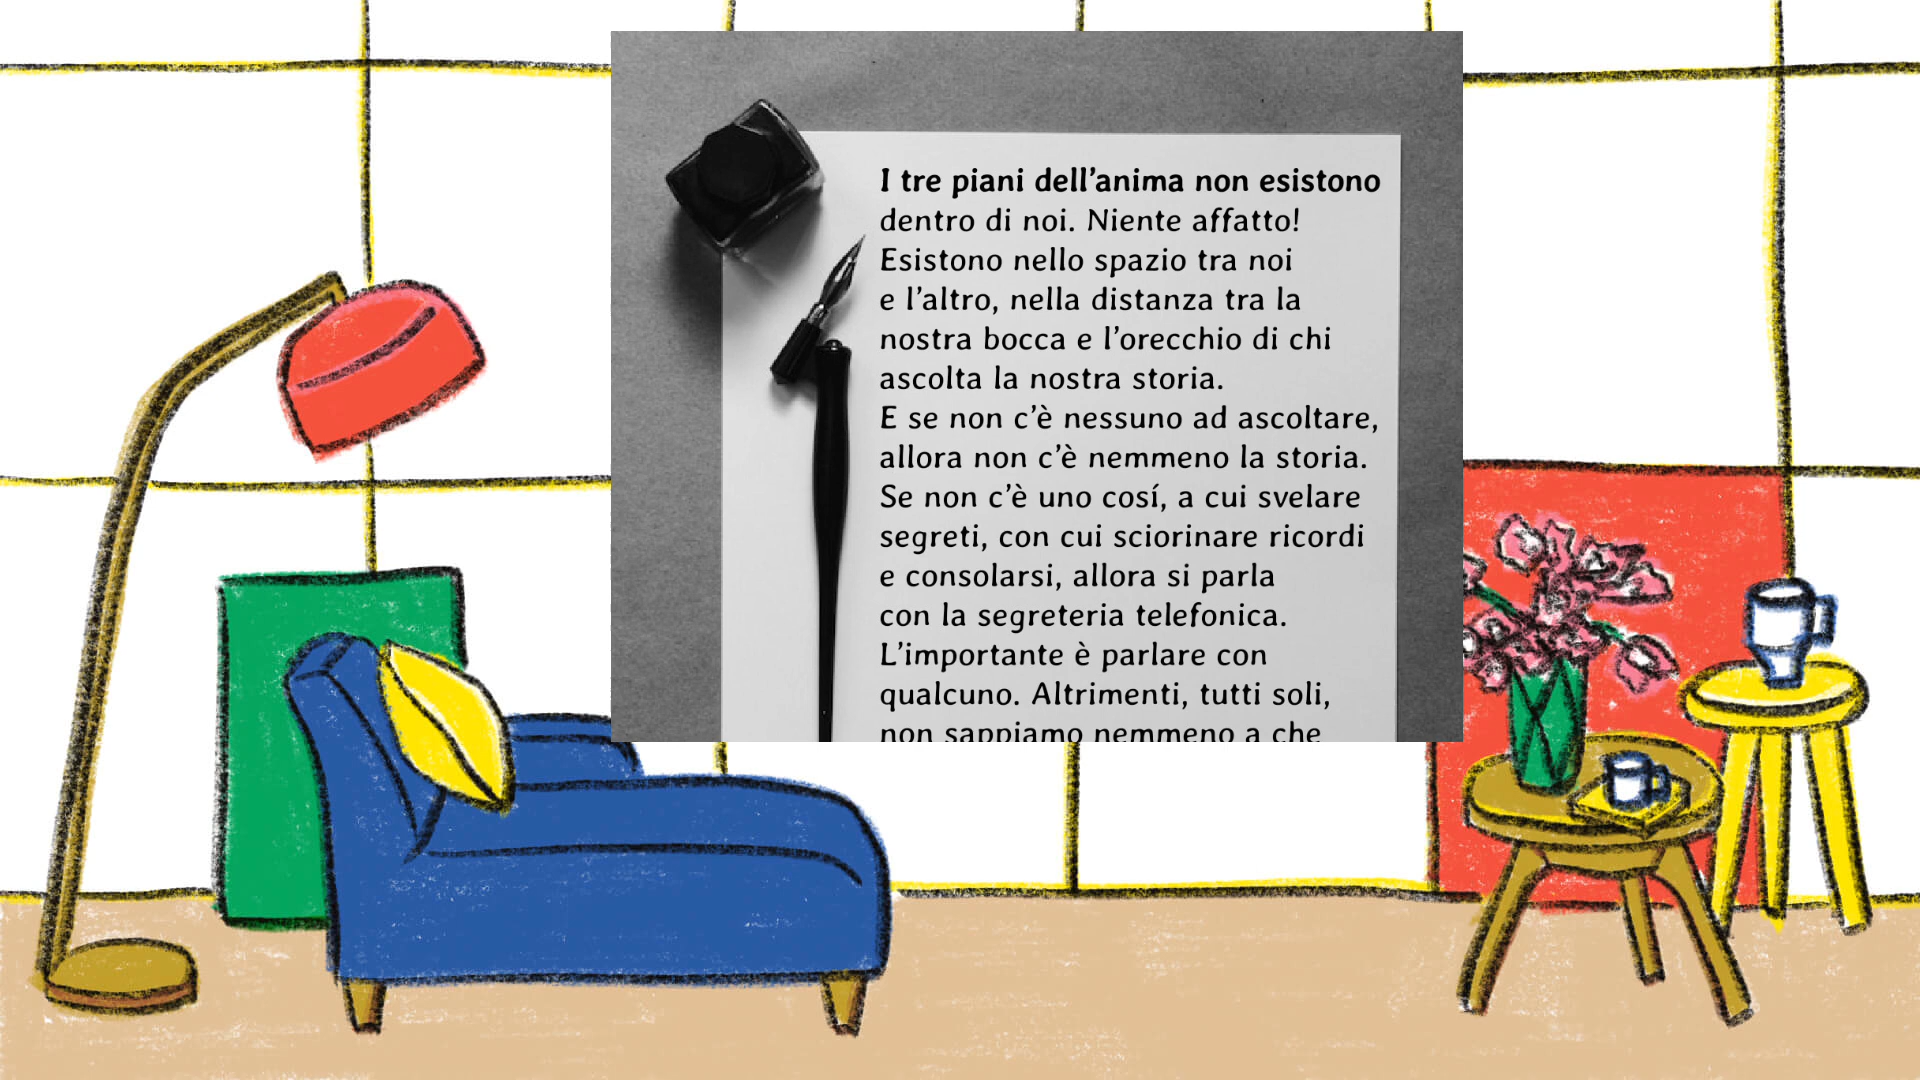 I tre piani dell’anima non esistono
dentro di noi. Niente affatto!
Esistono nello spazio tra noi
e l’altro, nella distanza tra la
nostra bocca e l’orecchio di chi
ascolta la nostra storia.
E se non c’è nessuno ad ascoltare,
allora non c’è nemmeno la storia.
Se non c’è uno cosí, a cui svelare
segreti, con cui sciorinare ricordi
e consolarsi, allora si parla
con la segreteria telefonica.
L’importante è parlare con
qualcuno. Altrimenti, tutti soli,
non sappiamo nemmeno a che